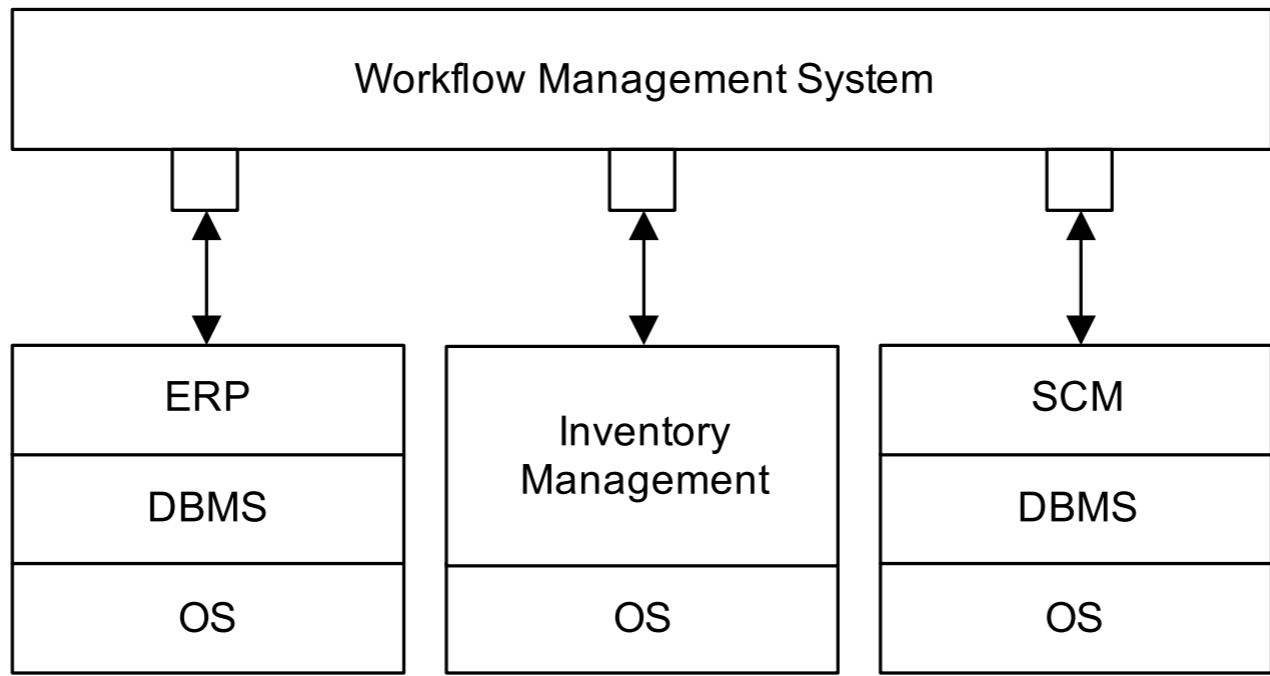 Workflow Management System
ERP
DBMS
OS
Inventory
Management
OS
SCM
DBMS
OS